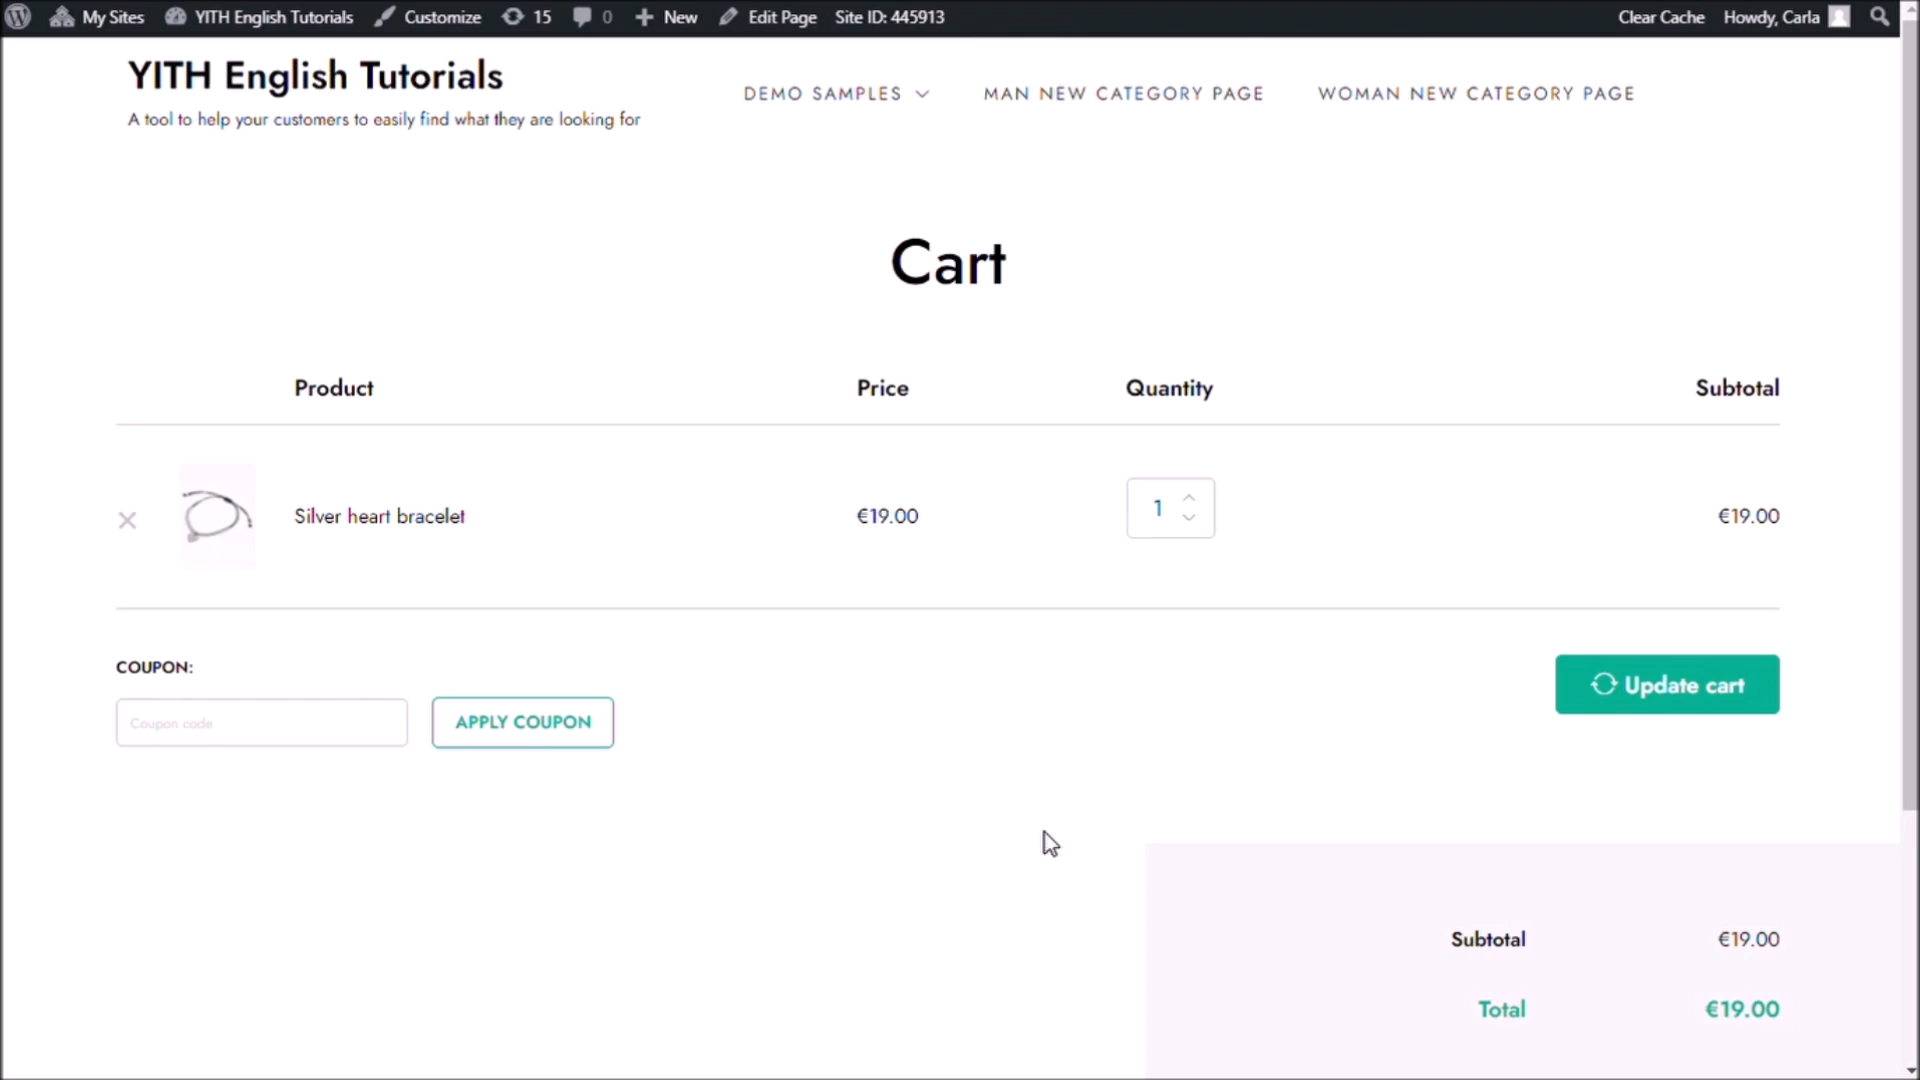 My Sites YITH English Tutorials Customize 15 0 New Edit Page Site ID: 445913 Clear Cache Howdy, Carla
YITH English Tutorials
A tool to help your customers to easily find what they are looking for
DEMO SAMPLES MAN NEW CATEGORY PAGE WOMAN NEW CATEGORY PAGE
Cart
Product Price Quantity Subtotal
Silver heart bracelet €19.00 1 €19.00
COUPON:
Coupon code APPLY COUPON
Update cart
Subtotal €19.00
Total €19.00